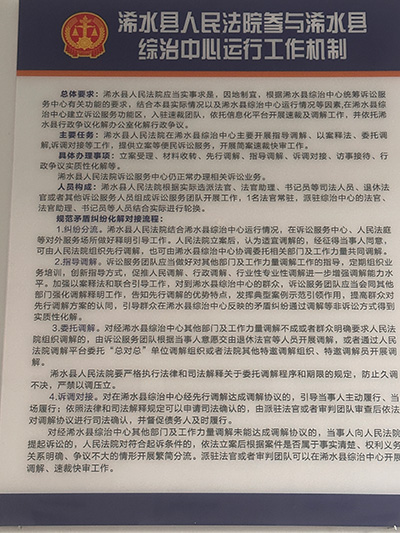 浠水县人民法院参与浠水县
综治中心运行工作机制
总体要求：浠水县人民法院应当实事求是，因地制宜，根据浠水县综治中心统筹诉讼服
务中心有关功能的要求，结合本县实际情况以及浠水县综治中心运行情况等因素,在浠水县综
治中心建立诉讼服务功能区，入驻速裁团队，依托信息化平台开展速裁及调解工作，并依托浠
水县行政争议化解办公室化解行政争议。
主要任务：浠水县人民法院在浠水县综治中心主要开展指导调解、以案释法、委托调
解,诉调对接等工作，提供立案等便民诉讼服务，开展简案速裁快审工作。
具体办理事项：立案受理、材料收转、先行调解、指导调解、诉调对接、访事接待、行
政争议实质性化解等。
浠水县人民法院诉讼服务中心仍正常办理相关诉讼业务。
人员构成：浠水县人民法院根据实际选派法官、法官助理、书记员等司法人员、退休法
官或者其他诉讼服务人员组成诉讼服务团队开展工作，1名法官常驻，派驻综治中心的法官、
法官助理、书记员等人员结合实际进行轮换。
规范矛盾纠纷化解对接流程：
1.纠纷分流。浠水县人民法院结合浠水县综治中心运行情况，在诉讼服务中心、人民法庭
等对外服务场所做好释明引导工作。人民法院立案后，认为适宜调解的，经征得当事人同意，
可由人民法院组织先行调解，也可由浠水县综治中心协调委托相关部门及工作力量共同调解。
2.指导调解。诉讼服务团队应当做好对其他部门及工作力量调解工作的指导，定期组织业
务培训，创新指导方式，促推人民调解、行政调解、行业性专业性调解进一步增强调解能力水
平。加强以案释法和联合引导工作，对到浠水县综治中心的群众，诉讼服务团队应当会同其他
部门强化调解释明工作，告知先行调解的优势特点，发挥典型案例示范引领作用，提高群众对
先行调解方案的认同，引导群众在浠水县综治中心反映的矛盾纠纷通过调解等非诉讼方式得到
实质性化解。
3.委托调解。对经浠水县综治中心其他部门及工作力量调解不成或者群众明确要求人民法
院组织调解的，由诉讼服务团队根据当事人意愿交由退休法官等人员开展调解，或者通过人民
法院调解平台委托“总对总”单位调解组织或者法院其他特邀调解组织、特邀调解员开展调
解。
浠水县人民法院要严格执行法律和司法解释关于委托调解程序和期限的规定，防止久调
不决，严禁以调压立。
4.诉调对接。对在浠水县综治中心经先行调解达成调解协议的，引导当事人主动履行、当
场履行；依照法律和司法解释规定可以申请司法确认的，由派驻法官或者审判团队审查后依法
对调解协议进行司法确认，并督促债务人及时履行。
对经浠水县综治中心其他部门及工作力量调解未能达成调解协议的，当事人向人民法院
提起诉讼的，人民法院对符合起诉条件的，依法立案后根据案件是否属于事实清楚、权利义务
关系明确、争议不大的情形开展繁简分流。派驻法官或者审判团队可以在浠水县综治中心开展
调解、速裁快审工作。